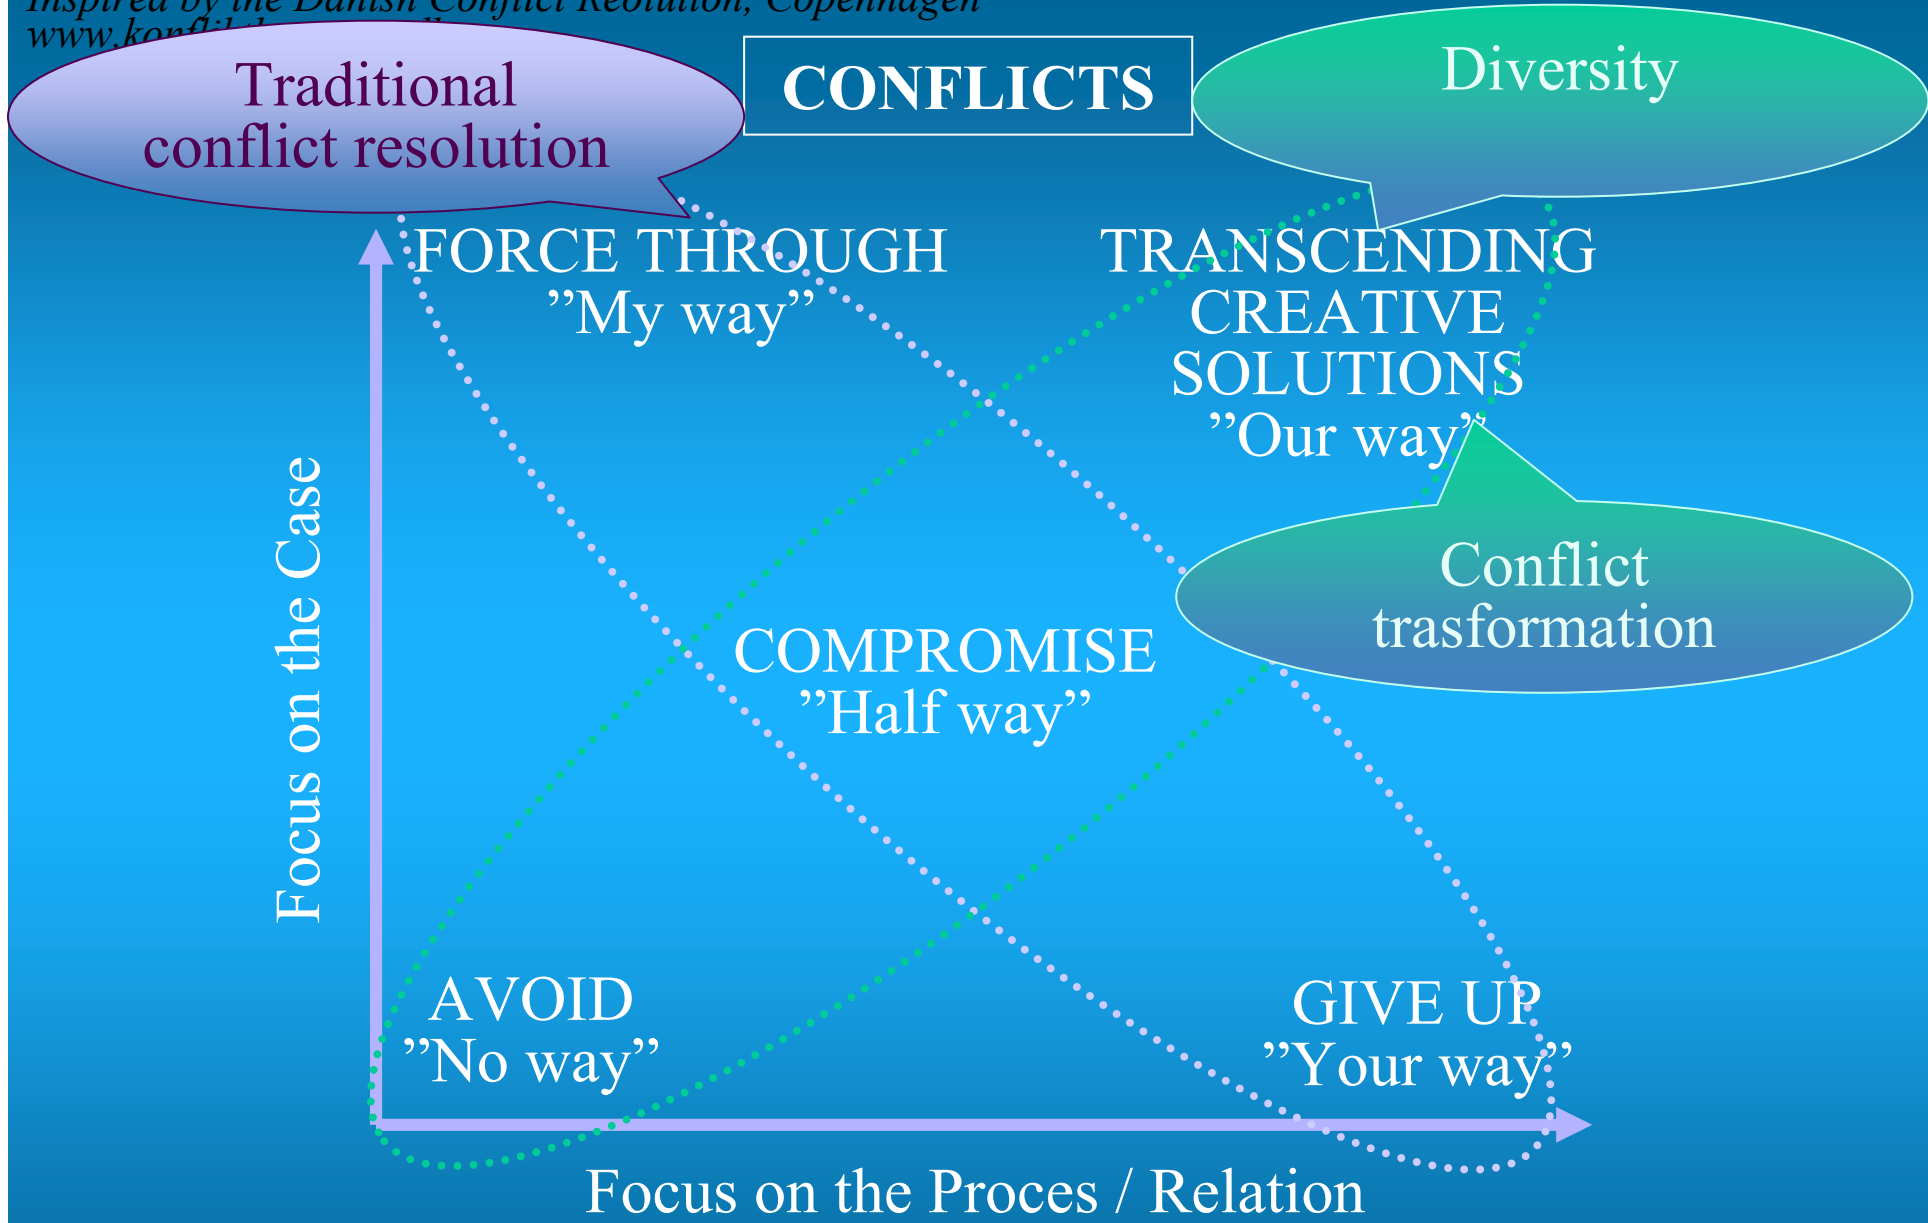 Inspired by the Danish Conflict Reolution, Copenhagen
Traditional
conflict resolution
CONFLICTS
Diversity
FORCE THROUGH
”My way”
TRANSCENDING
CREATIVE
SOLUTIONS
”Our way”
Conflict
trasformation
Focus on the Case
COMPROMISE
”Half way”
AVOID
”No way”
GIVE UP
”Your way”
Focus on the Proces / Relation